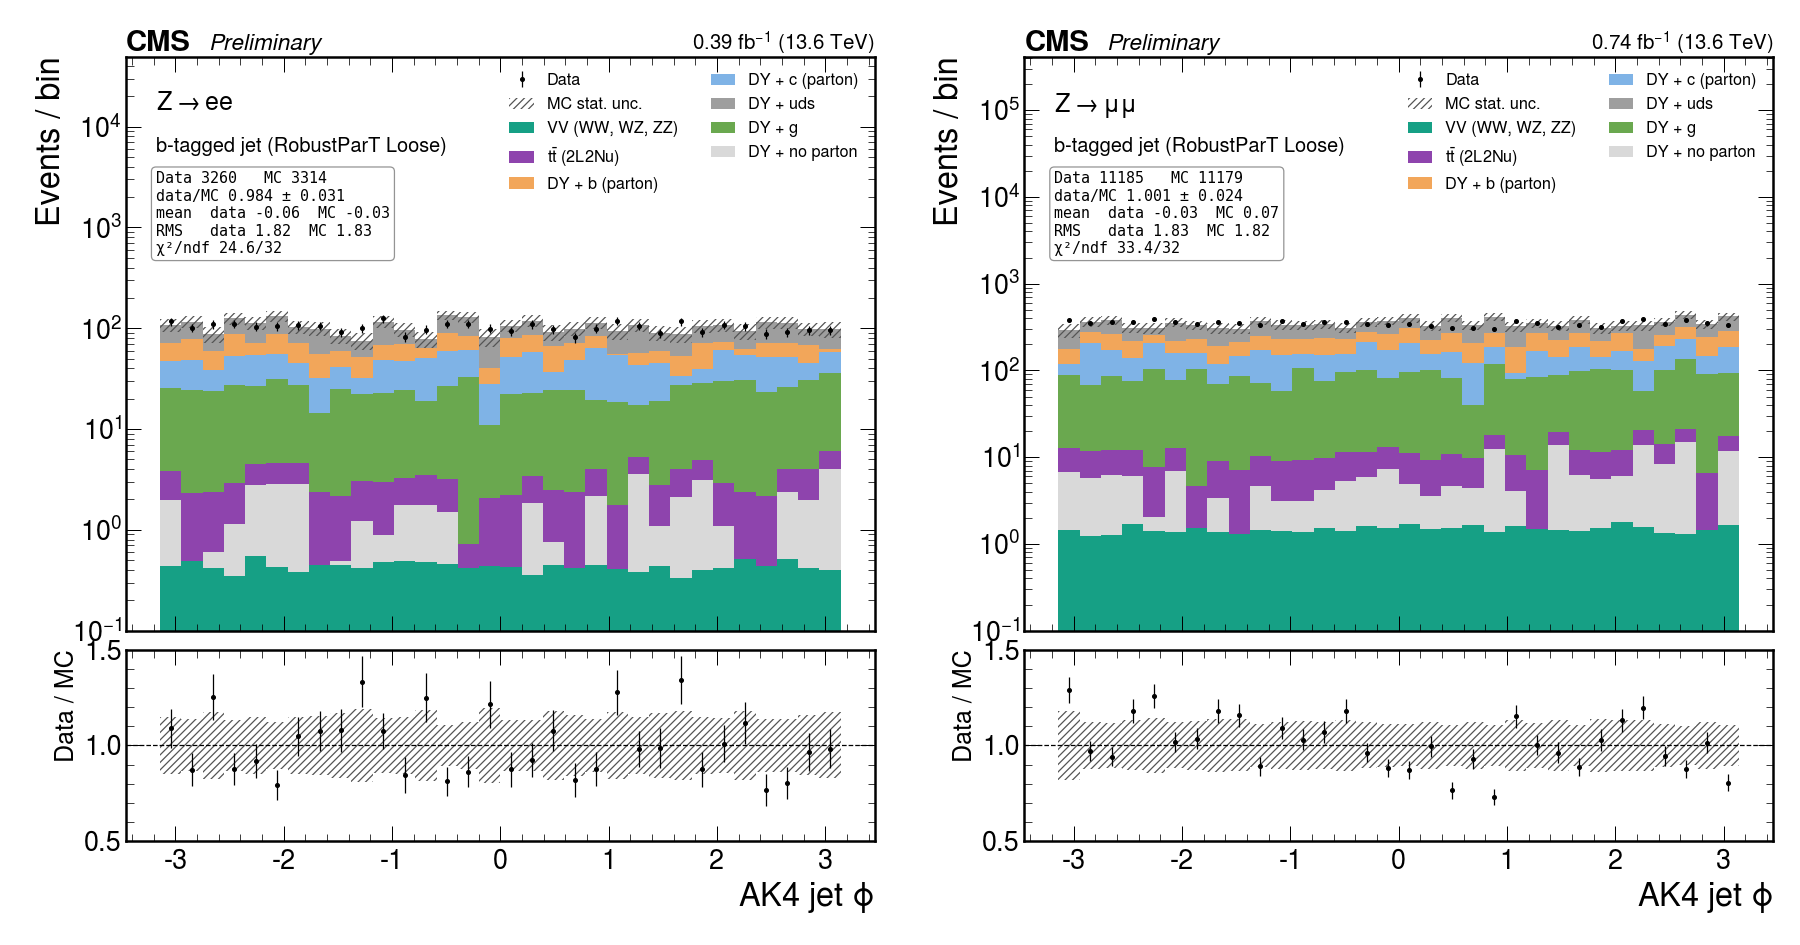 CMS Preliminary 0.39 fb⁻¹ (13.6 TeV)
Events / bin
Z → ee
b-tagged jet (RobustParT Loose)
Data 3260 MC 3314
data/MC 0.984 ± 0.031
mean data -0.06 MC -0.03
RMS data 1.82 MC 1.83
χ²/ndf 24.6/32
Data
MC stat. unc.
VV (WW, WZ, ZZ)
tt̄ (2L2Nu)
DY + b (parton)
DY + c (parton)
DY + uds
DY + g
DY + no parton
10⁴
10³
10²
10¹
10⁰
10⁻¹
Data / MC
1.5
1.0
0.5
-3 -2 -1 0 1 2 3
AK4 jet ϕ
CMS Preliminary 0.74 fb⁻¹ (13.6 TeV)
Events / bin
Z → μμ
b-tagged jet (RobustParT Loose)
Data 11185 MC 11179
data/MC 1.001 ± 0.024
mean data -0.03 MC 0.07
RMS data 1.83 MC 1.82
χ²/ndf 33.4/32
Data
MC stat. unc.
VV (WW, WZ, ZZ)
tt̄ (2L2Nu)
DY + b (parton)
DY + c (parton)
DY + uds
DY + g
DY + no parton
10⁵
10⁴
10³
10²
10¹
10⁰
10⁻¹
Data / MC
1.5
1.0
0.5
-3 -2 -1 0 1 2 3
AK4 jet ϕ